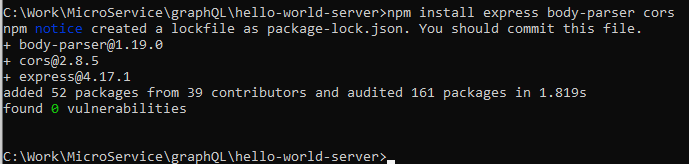 C:\Work\MicroService\graphQL\hello-world-server>npm install express body-parser cors
npm notice created a lockfile as package-lock.json. You should commit this file.
+ body-parser@1.19.0
+ cors@2.8.5
+ express@4.17.1
added 52 packages from 39 contributors and audited 161 packages in 1.819s
found 0 vulnerabilities
C:\Work\MicroService\graphQL\hello-world-server>